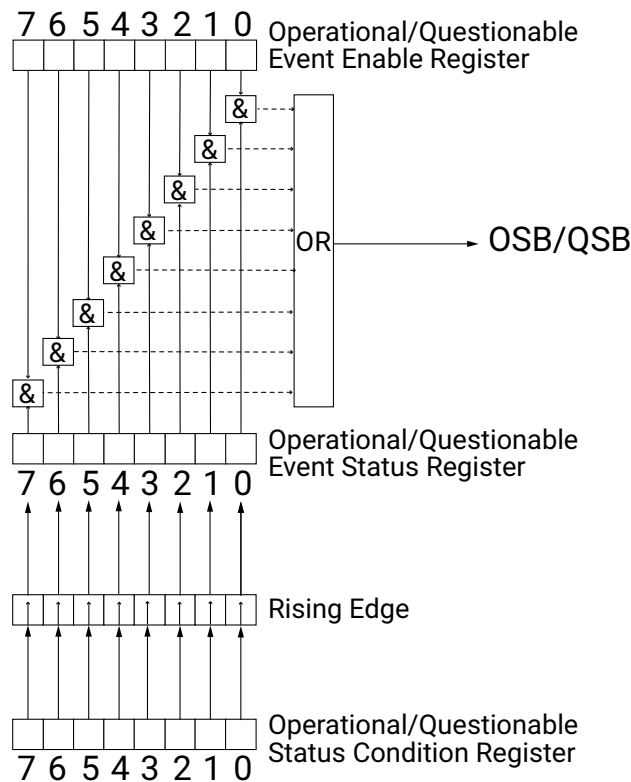 7 6 5 4 3 2 1 0
Operational/Questionable
Event Enable Register
&
&
&
&
OR
OSB/QSB
&
&
&
&
Operational/Questionable
Event Status Register
7 6 5 4 3 2 1 0
Rising Edge
Operational/Questionable
Status Condition Register
7 6 5 4 3 2 1 0